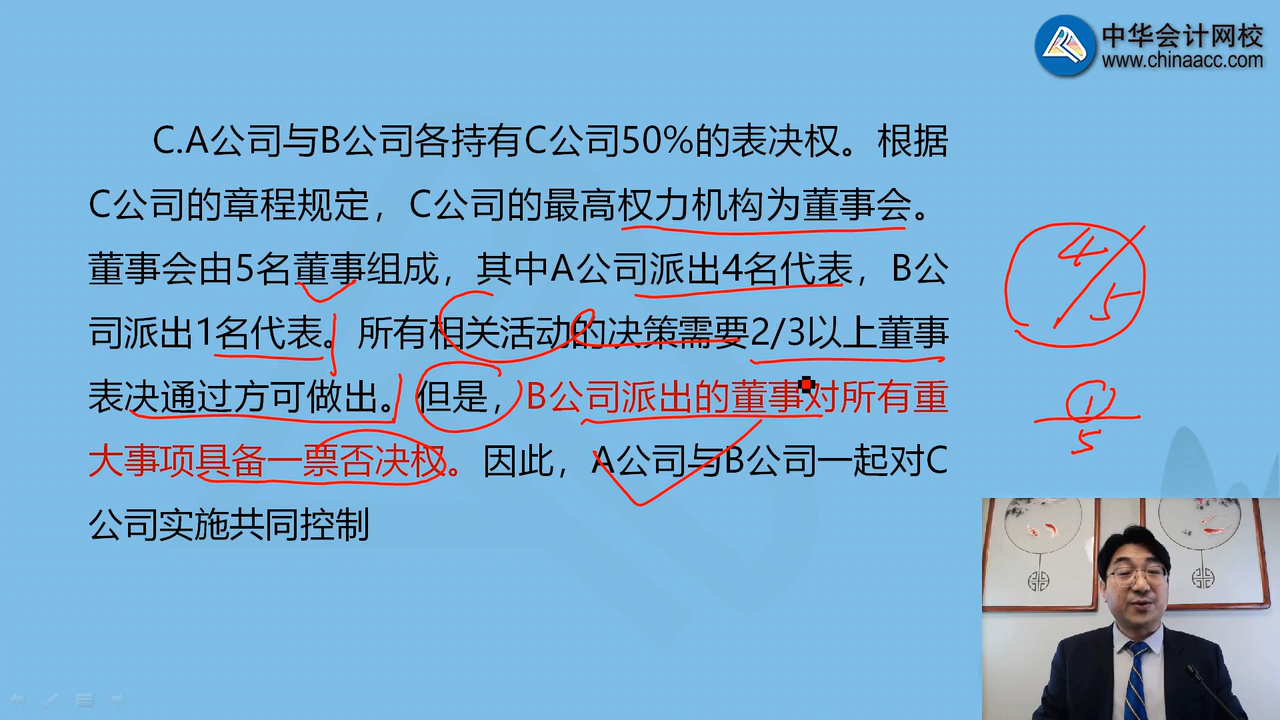 中华会计网校
www.chinaacc.com
C.A公司与B公司各持有C公司50%的表决权。根据
C公司的章程规定，C公司的最高权力机构为董事会。
董事会由5名董事组成，其中A公司派出4名代表，B公
司派出1名代表。所有相关活动的决策需要2/3以上董事
表决通过方可做出。但是，B公司派出的董事对所有重
大事项具备一票否决权。因此，A公司与B公司一起对C
公司实施共同控制
4/5
1
5